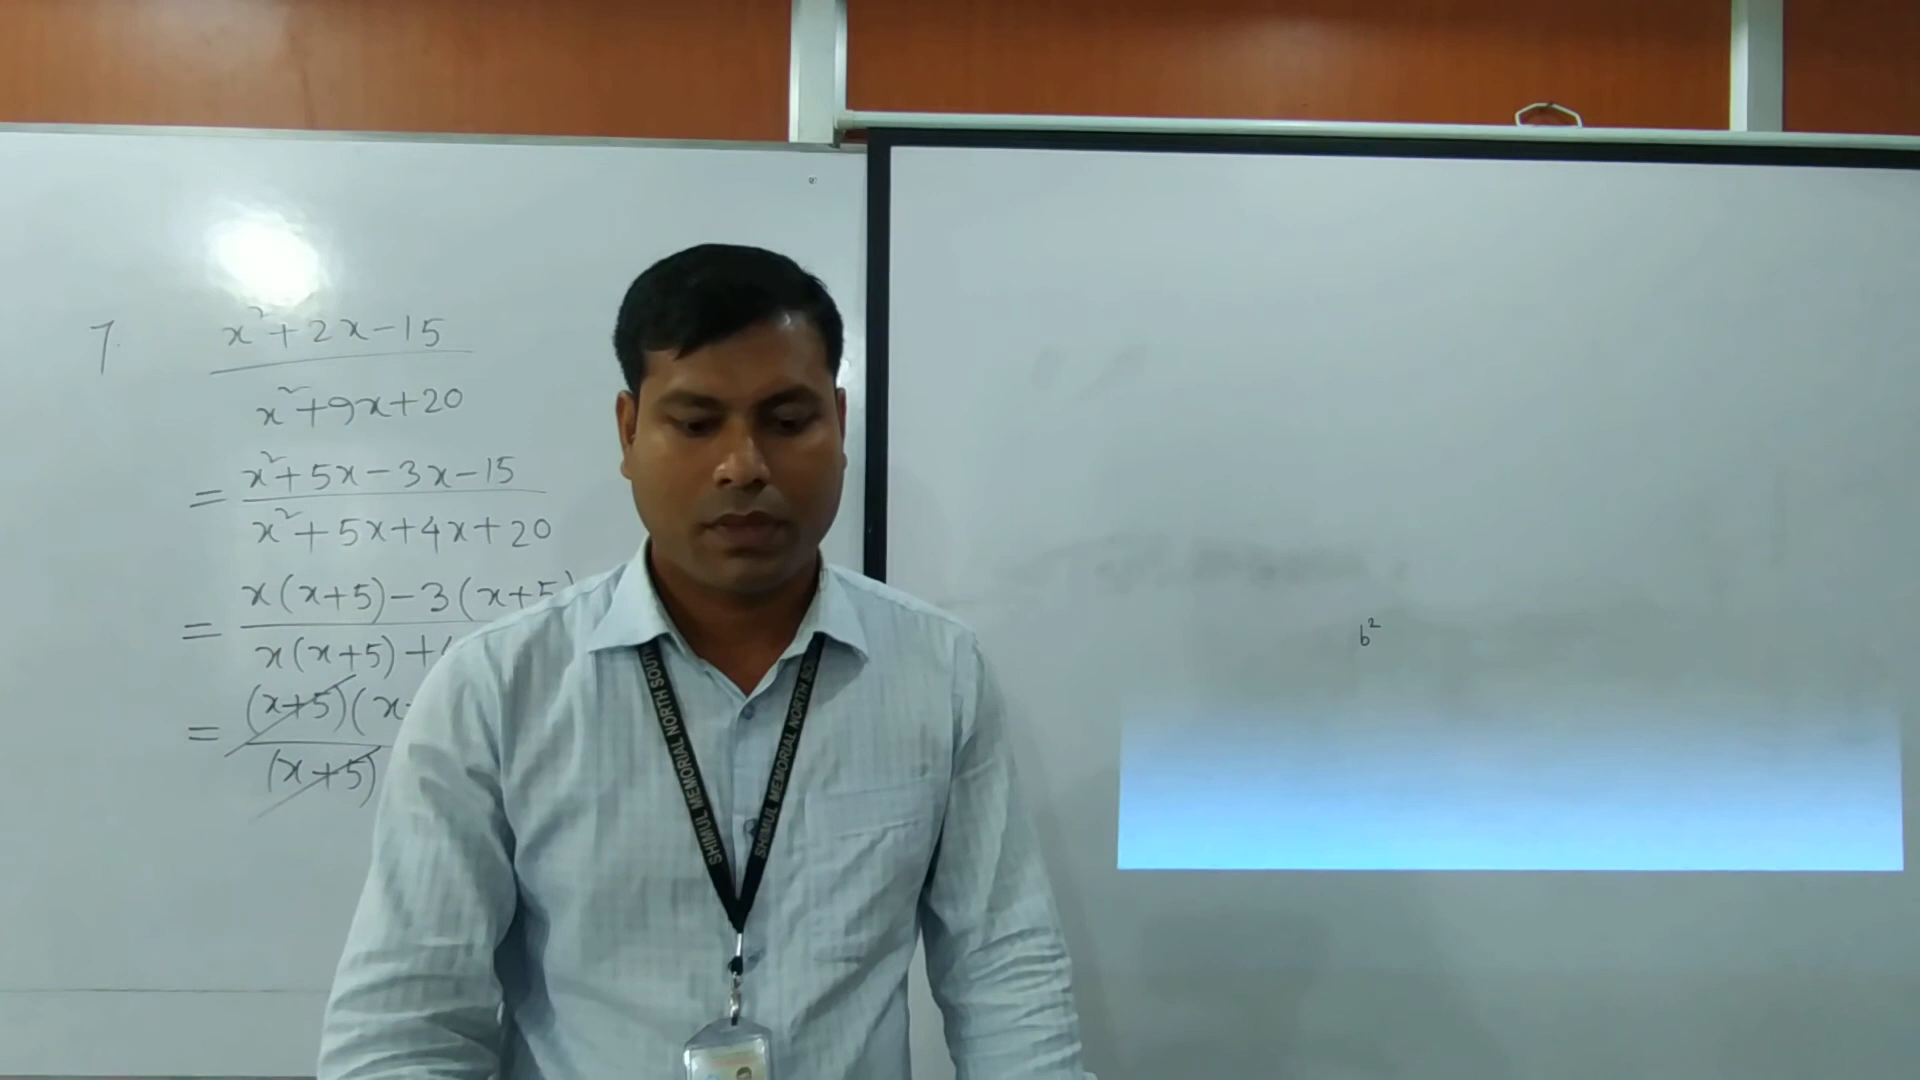 7.
x²+2x-15
x²+9x+20
= x²+5x-3x-15
x²+5x+4x+20
= x(x+5)-3(x+5)
x(x+5)+
= (x+5)(x-
(x+5)
b²
SHIMUL MEMORIAL NORTH SOUTH
SHIMUL MEMORIAL NORTH SO